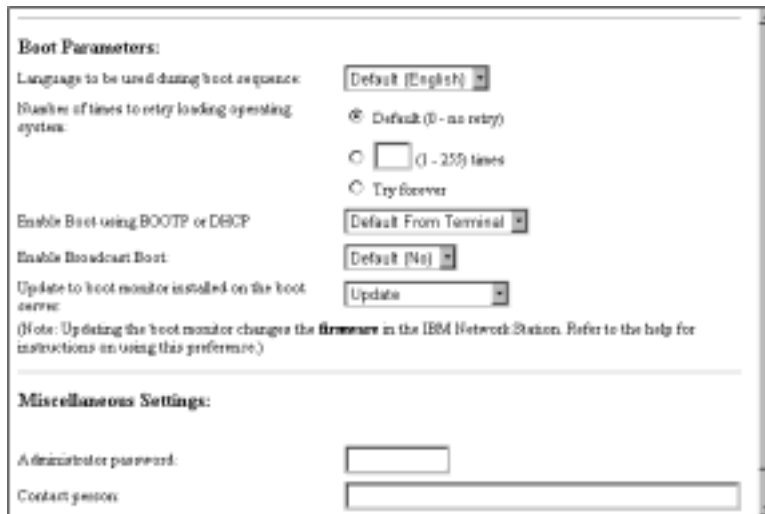 Boot Parameters:
Language to be used during boot sequence:
Default (English)
Number of times to retry loading operating
system:
Default (0 - no retry)
(1 - 255) times
Try forever
Enable Boot using BOOTP or DHCP
Default From Terminal
Enable Broadcast Boot:
Default (No)
Update to boot monitor installed on the boot
server:
Update
(Note: Updating the boot monitor changes the firmware in the IBM Network Station. Refer to the help for
instructions on using this preference.)
Miscellaneous Settings:
Administrator password:
Contact person: